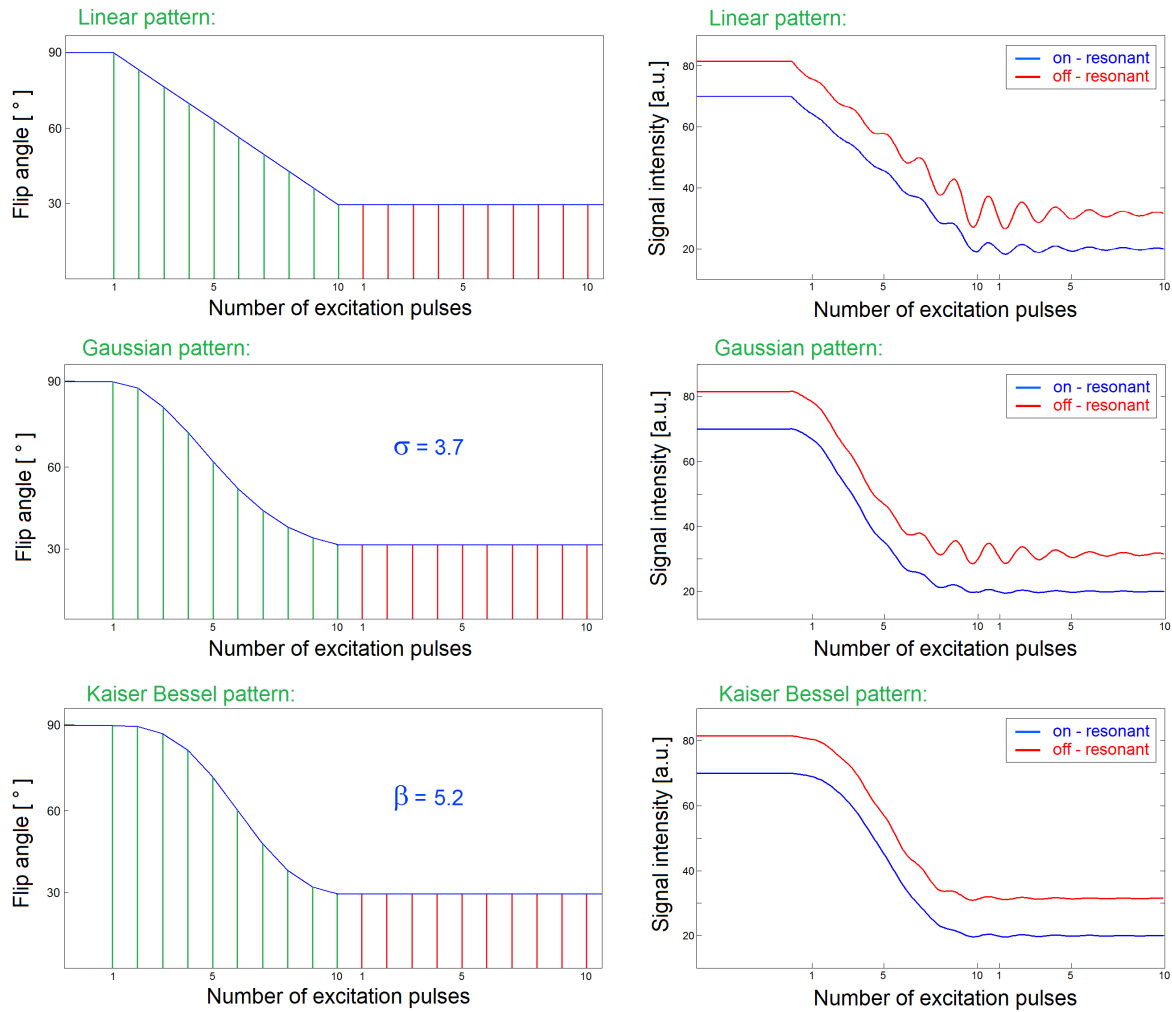 Linear pattern:
Flip angle [ ° ]
90
60
30
1 5 10 1 5 10
Number of excitation pulses
Linear pattern:
Signal intensity [a.u.]
on - resonant
off - resonant
80
60
40
20
1 5 10 1 5 10
Number of excitation pulses
Gaussian pattern:
Flip angle [ ° ]
90
60
30
σ = 3.7
1 5 10 1 5 10
Number of excitation pulses
Gaussian pattern:
Signal intensity [a.u.]
on - resonant
off - resonant
80
60
40
20
1 5 10 1 5 10
Number of excitation pulses
Kaiser Bessel pattern:
Flip angle [ ° ]
90
60
30
β = 5.2
1 5 10 1 5 10
Number of excitation pulses
Kaiser Bessel pattern:
Signal intensity [a.u.]
on - resonant
off - resonant
80
60
40
20
1 5 10 1 5 10
Number of excitation pulses